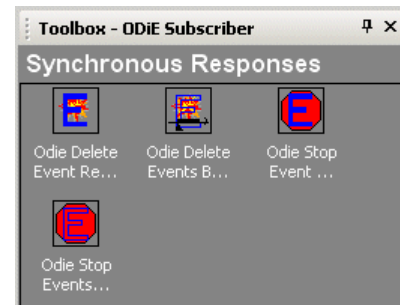 Toolbox - ODiE Subscriber
Synchronous Responses
Odie Delete Event Re...
Odie Delete Events B...
Odie Stop Event ...
Odie Stop Events...